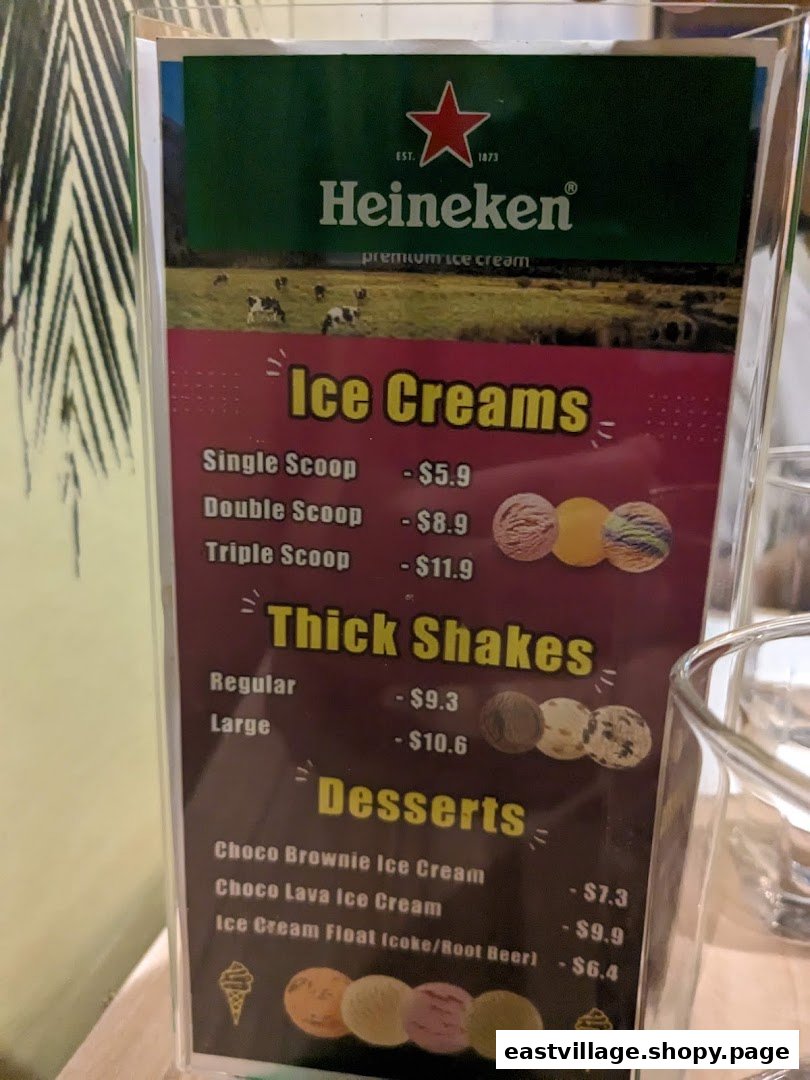 EST. 1873
Heineken®
premium ice cream
Ice Creams
Single Scoop - $5.9
Double Scoop - $8.9
Triple Scoop - $11.9
Thick Shakes
Regular - $9.3
Large - $10.6
Desserts
Choco Brownie Ice Cream - $7.3
Choco Lava Ice Cream - $9.9
Ice Cream Float (coke/Root Beer) - $6.4
eastvillage.shopy.page